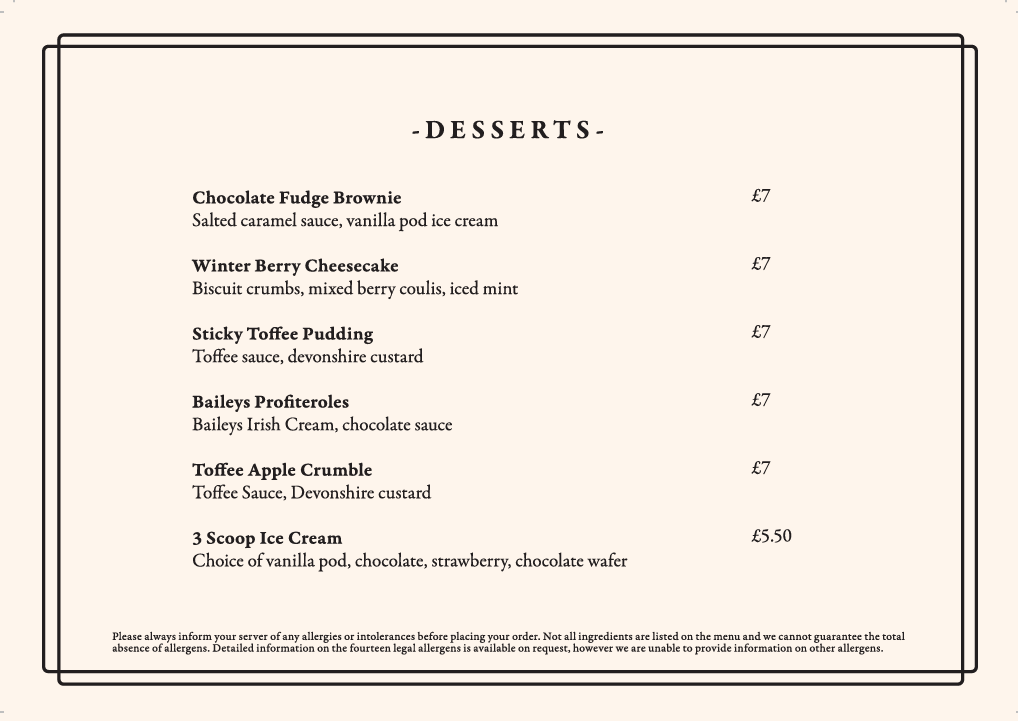 -DESSERTS-
Chocolate Fudge Brownie £7
Salted caramel sauce, vanilla pod ice cream
Winter Berry Cheesecake £7
Biscuit crumbs, mixed berry coulis, iced mint
Sticky Toffee Pudding £7
Toffee sauce, devonshire custard
Baileys Profiteroles £7
Baileys Irish Cream, chocolate sauce
Toffee Apple Crumble £7
Toffee Sauce, Devonshire custard
3 Scoop Ice Cream £5.50
Choice of vanilla pod, chocolate, strawberry, chocolate wafer
Please always inform your server of any allergies or intolerances before placing your order. Not all ingredients are listed on the menu and we cannot guarantee the total
absence of allergens. Detailed information on the fourteen legal allergens is available on request, however we are unable to provide information on other allergens.